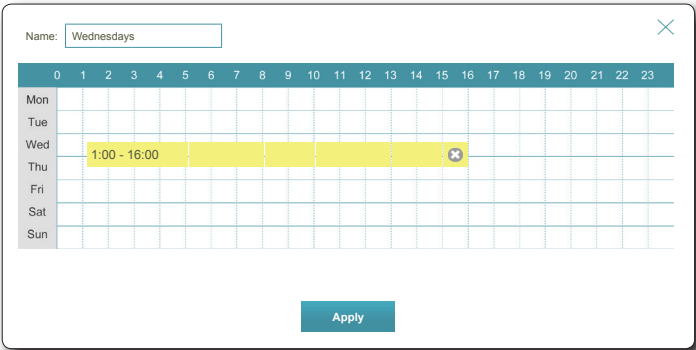 Name: Wednesdays
0 1 2 3 4 5 6 7 8 9 10 11 12 13 14 15 16 17 18 19 20 21 22 23
Mon
Tue
Wed
1:00 - 16:00
Thu
Fri
Sat
Sun
Apply